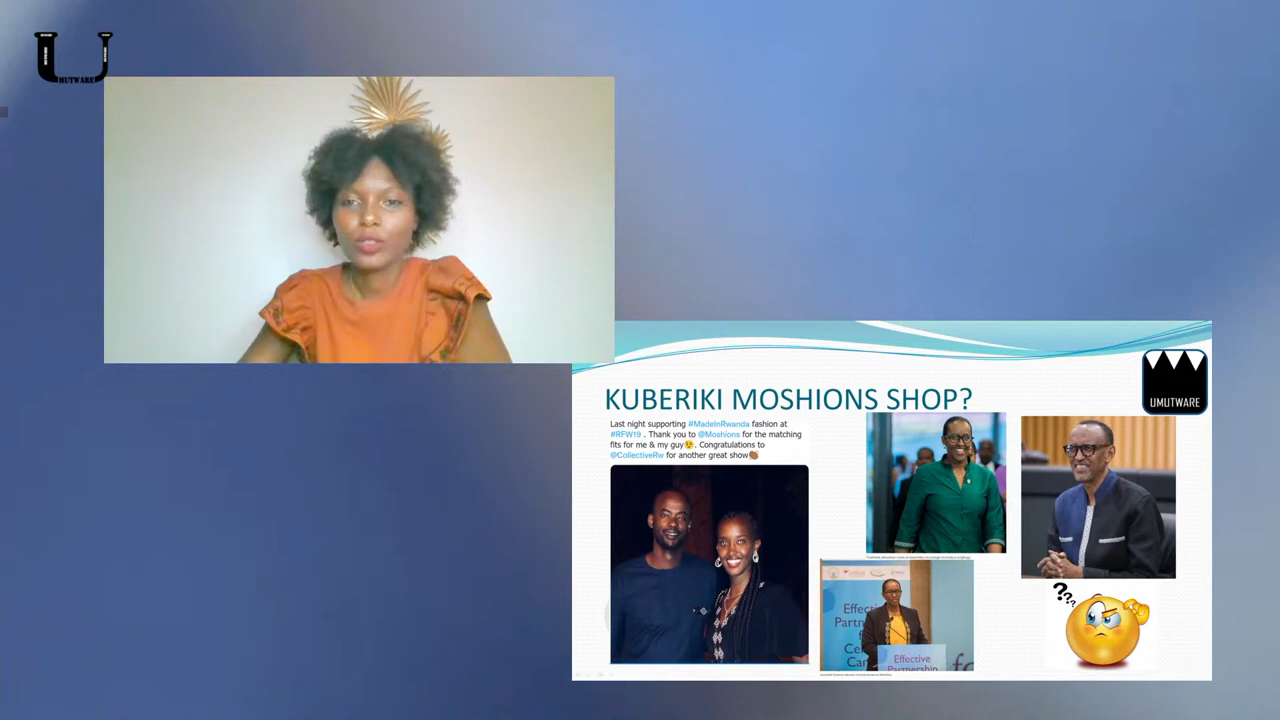 UMUTWARE
KUBERIKI MOSHIONS SHOP?
UMUTWARE
Last night supporting #MadeInRwanda fashion at
#RFW19 . Thank you to @Moshions for the matching
fits for me & my guy😉. Congratulations to
@CollectiveRw for another great show👏🏾
???
Effective
Partnership